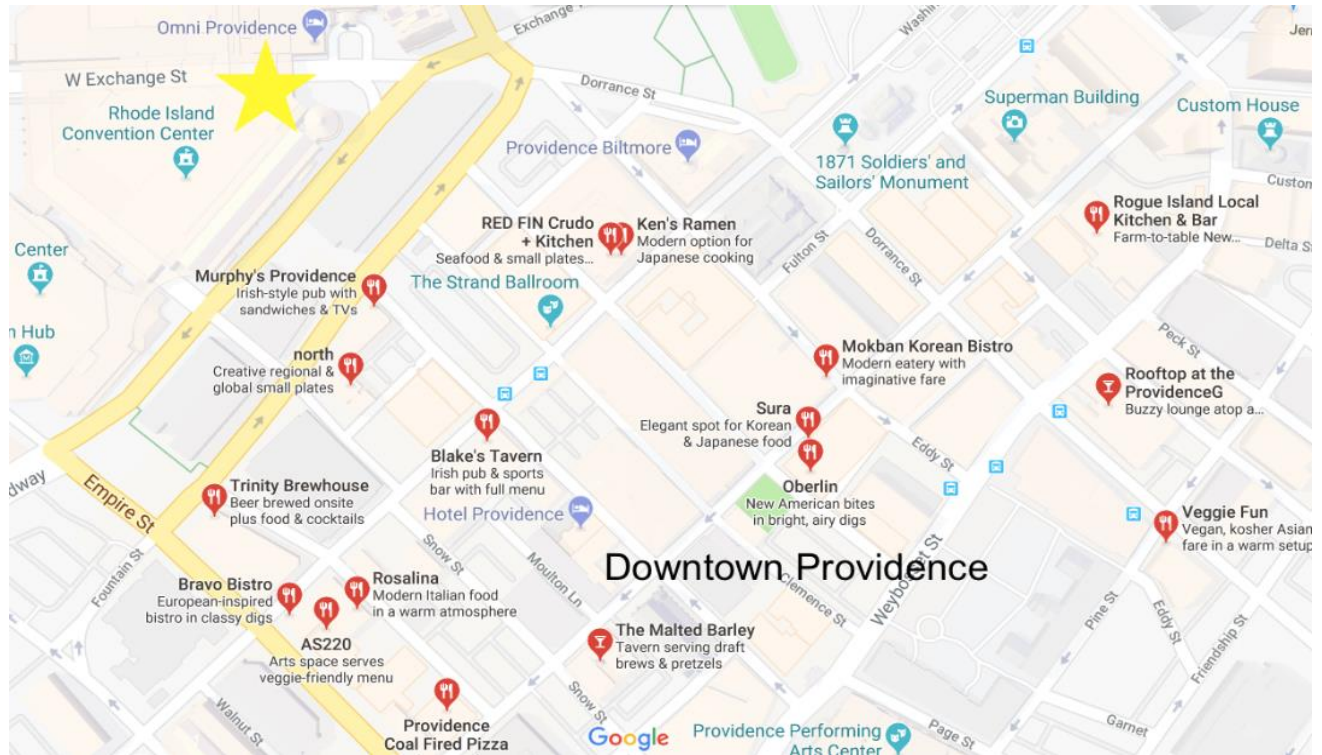 Omni Providence
Exchange Ter
Washin
Jer
W Exchange St
Dorrance St
Rhode Island
Convention Center
Superman Building
Custom House
Providence Biltmore
1871 Soldiers' and
Sailors' Monument
Custom
RED FIN Crudo
+ Kitchen
Seafood & small plates...
Ken's Ramen
Modern option for
Japanese cooking
Rogue Island Local
Kitchen & Bar
Farm-to-table New...
Fulton St
Dorrance St
Delta St
Center
Murphy's Providence
Irish-style pub with
sandwiches & TVs
The Strand Ballroom
n Hub
north
Creative regional &
global small plates
Mokban Korean Bistro
Modern eatery with
imaginative fare
Peck St
Rooftop at the
ProvidenceG
Buzzy lounge atop a...
Sura
Elegant spot for Korean
& Japanese food
Eddy St
Blake's Tavern
Irish pub & sports
bar with full menu
dway
Empire St
Trinity Brewhouse
Beer brewed onsite
plus food & cocktails
Oberlin
New American bites
in bright, airy digs
Hotel Providence
Veggie Fun
Vegan, kosher Asian
fare in a warm setup
Downtown Providence
Snow St
Moulton Ln
Clemence St
Weybosset St
Fountain St
Bravo Bistro
European-inspired
bistro in classy digs
Rosalina
Modern Italian food
in a warm atmosphere
Pine St
Eddy St
Friendship St
AS220
Arts space serves
veggie-friendly menu
The Malted Barley
Tavern serving draft
brews & pretzels
Walnut St
Snow St
Page St
Garnet
Providence
Coal Fired Pizza
Google
Providence Performing
Arts Center